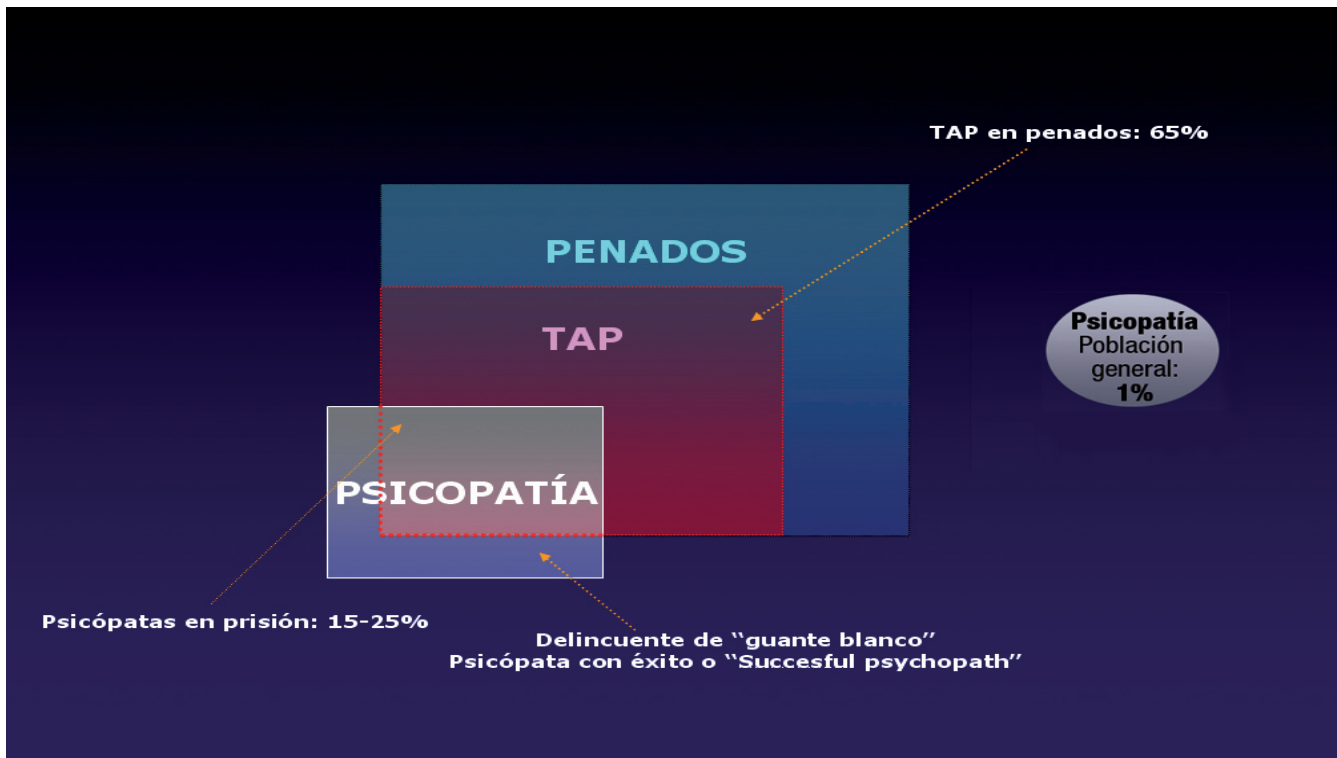 TAP en penados: 65%
PENADOS
TAP
Psicopatía
Población
general:
1%
PSICOPATÍA
Psicópatas en prisión: 15-25%
Delincuente de “guante blanco”
Psicópata con éxito o “Succesful psychopath”